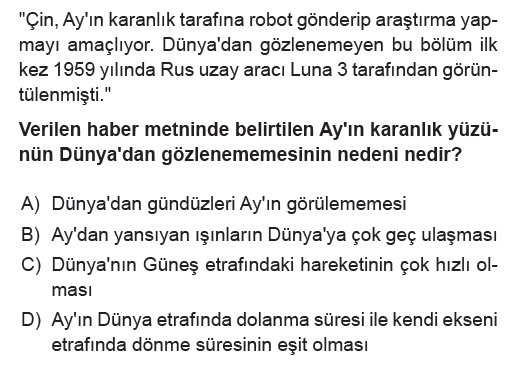 "Çin, Ay'ın karanlık tarafına robot gönderip araştırma yap-
mayı amaçlıyor. Dünya'dan gözlenemeyen bu bölüm ilk
kez 1959 yılında Rus uzay aracı Luna 3 tarafından görün-
tülenmişti."
Verilen haber metninde belirtilen Ay'ın karanlık yüzü-
nün Dünya'dan gözlenememesinin nedeni nedir?
A) Dünya'dan gündüzleri Ay'ın görülememesi
B) Ay'dan yansıyan ışınların Dünya'ya çok geç ulaşması
C) Dünya'nın Güneş etrafındaki hareketinin çok hızlı ol-
ması
D) Ay'ın Dünya etrafında dolanma süresi ile kendi ekseni
etrafında dönme süresinin eşit olması